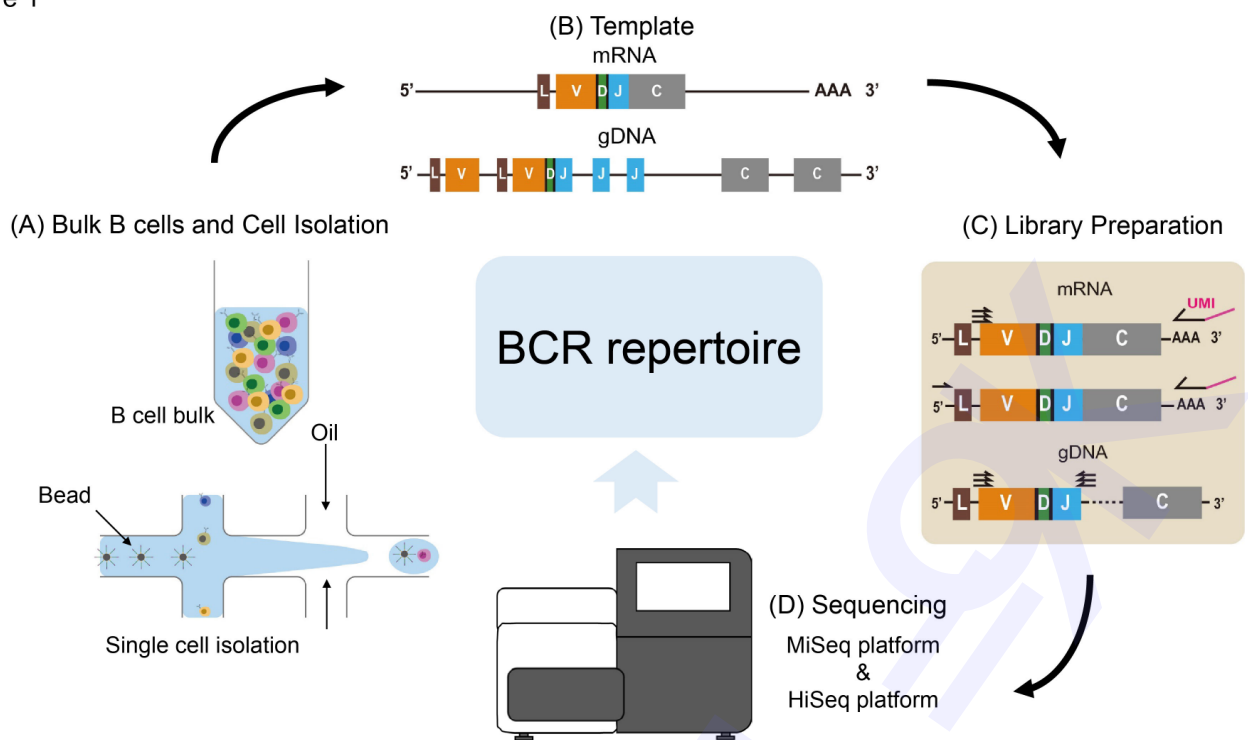 (B) Template
mRNA
5' L V D J C AAA 3'
gDNA
5' L V L V D J J J C C 3'
(A) Bulk B cells and Cell Isolation
B cell bulk
Oil
Bead
Single cell isolation
BCR repertoire
(C) Library Preparation
mRNA
UMI
5' L V D J C AAA 3'
5' L V D J C AAA 3'
gDNA
5' L V D J C 3'
(D) Sequencing
MiSeq platform
&
HiSeq platform